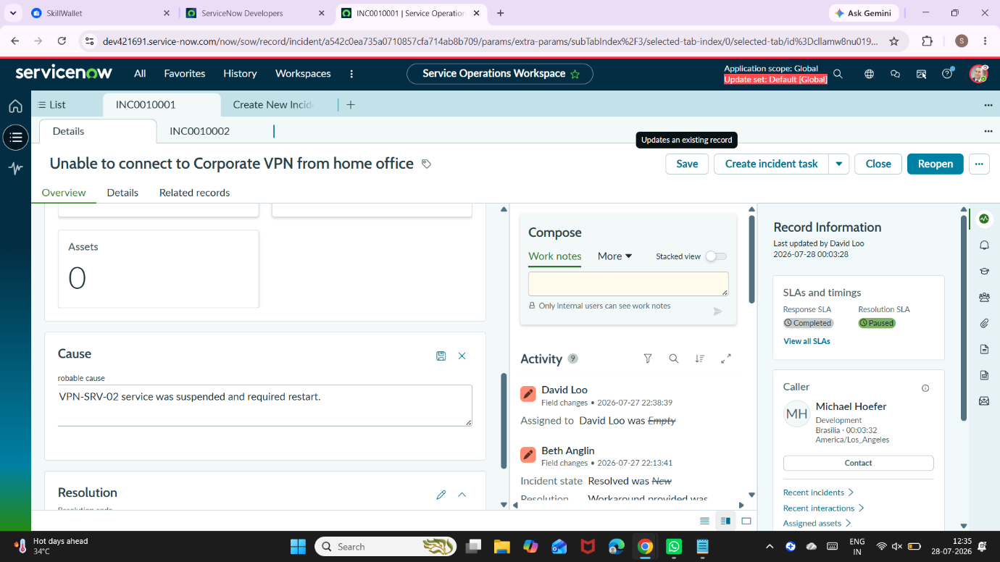 SkillWallet
ServiceNow Developers
INC0010001 | Service Operation
Ask Gemini
dev421691.service-now.com/now/sow/record/incident/a542c0ea735a0710857cfa714ab8b709/params/extra-params/subTabIndex%2F3/selected-tab-index/0/selected-tab/id%3Dcllamw8nu019...
S
servicenow
All
Favorites
History
Workspaces
Service Operations Workspace
Application scope: Global
Update set: Default [Global]
List
INC0010001
Create New Incide
Details
INC0010002
Updates an existing record
Unable to connect to Corporate VPN from home office
Save
Create incident task
Close
Reopen
Overview
Details
Related records
Assets
0
Cause
robable cause
VPN-SRV-02 service was suspended and required restart.
Resolution
Resolution code
Compose
Work notes
More
Stacked view
Only internal users can see work notes
Activity 9
David Loo
Field changes • 2026-07-27 22:38:39
Assigned to David Loo was Empty
Beth Anglin
Field changes • 2026-07-27 22:13:41
Incident state Resolved was New
Resolution Workaround provided was
Record Information
Last updated by David Loo
2026-07-28 00:03:28
SLAs and timings
Response SLA
Resolution SLA
Completed
Paused
View all SLAs
Caller
MH
Michael Hoefer
Development
Brasilia · 00:03:32
America/Los_Angeles
Contact
Recent incidents
Recent interactions
Assigned assets
Hot days ahead
34°C
Search
ENG
IN
12:35
28-07-2026